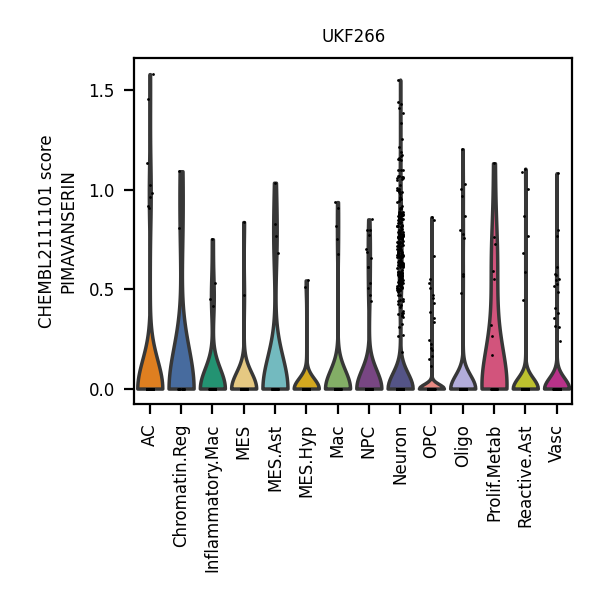 UKF266
CHEMBL2111101 score
PIMAVANSERIN
1.5
1.0
0.5
0.0
AC
Chromatin.Reg
Inflammatory.Mac
MES
MES.Ast
MES.Hyp
Mac
NPC
Neuron
OPC
Oligo
Prolif.Metab
Reactive.Ast
Vasc